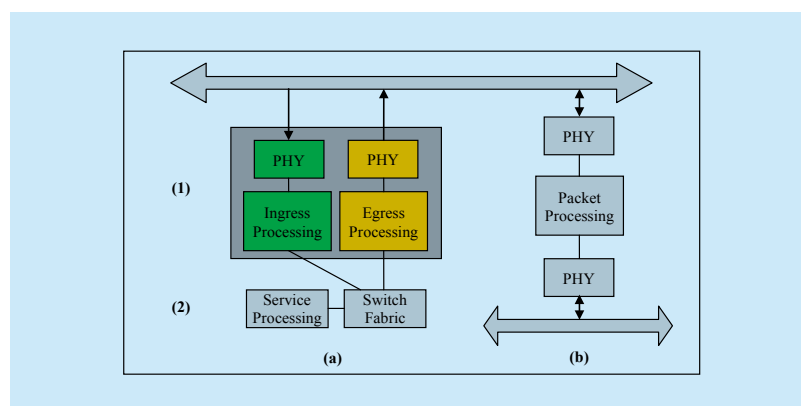 PHY
PHY
PHY
(1)
Ingress
Processing
Egress
Processing
Packet
Processing
PHY
(2)
Service
Processing
Switch
Fabric
(a)
(b)